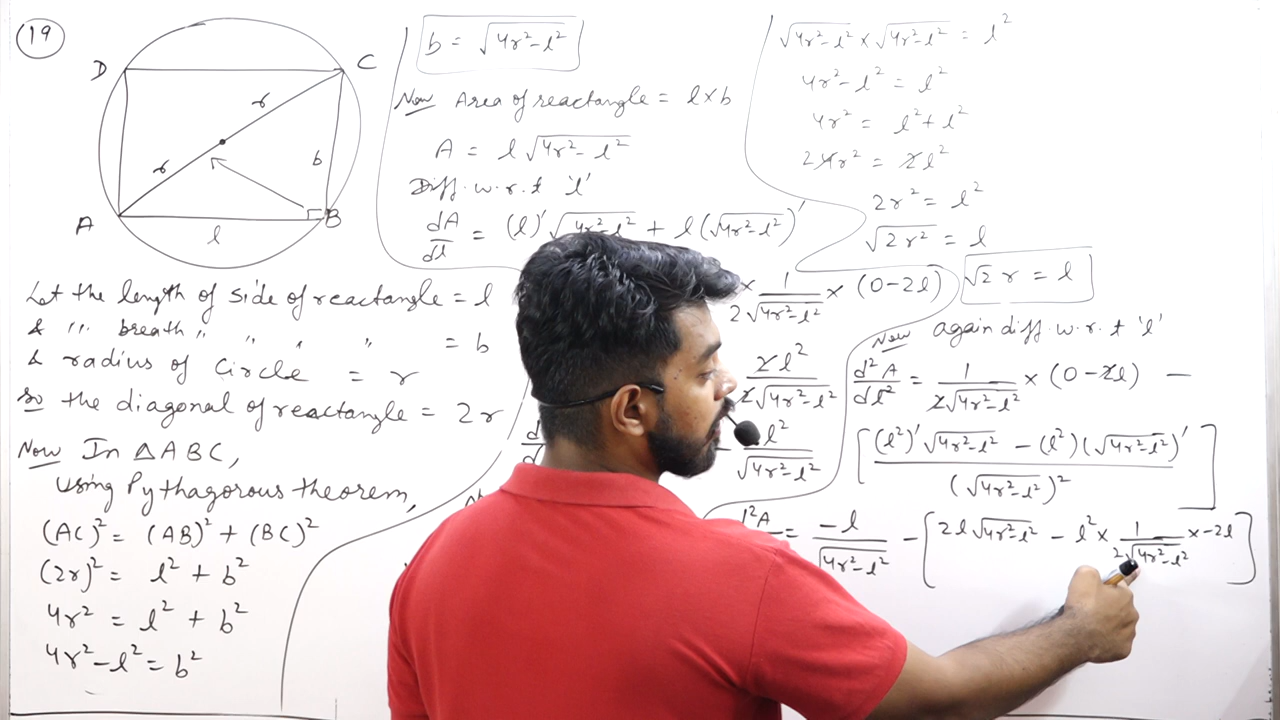 19
D
C
r
r
b
A
B
l
Let the length of side of reactangle = l
& ,, breath ,, ,, ,, ,, = b
& radius of circle = r
So the diagonal of reactangle = 2r
Now In △ABC,
Using Pythagorous theorem,
(AC)² = (AB)² + (BC)²
(2r)² = l² + b²
4r² = l² + b²
4r² - l² = b²
b = √(4r²-l²)
Now Area of reactangle = l×b
A = l √(4r²-l²)
Diff. w.r.t 'l'
dA/dl = (l)' √(4r²-l²) + l(√(4r²-l²))'
× 1/(2√(4r²-l²)) × (0-2l)
2l²/(2√(4r²-l²))
d
- l²/√(4r²-l²)
√(4r²-l²) × √(4r²-l²) = l²
4r² - l² = l²
4r² = l² + l²
2 4r² = 2l²
2r² = l²
√(2r²) = l
√2 r = l
Now again diff. w.r.t 'l'
d²A/dl² = 1/(2√(4r²-l²)) × (0-2l) —
[((l²)' √(4r²-l²) - (l²)(√(4r²-l²))')/(√(4r²-l²))²]
d²A = -l/√(4r²-l²) - [2l√(4r²-l²) - l² × 1/(2√(4r²-l²)) × -2l]